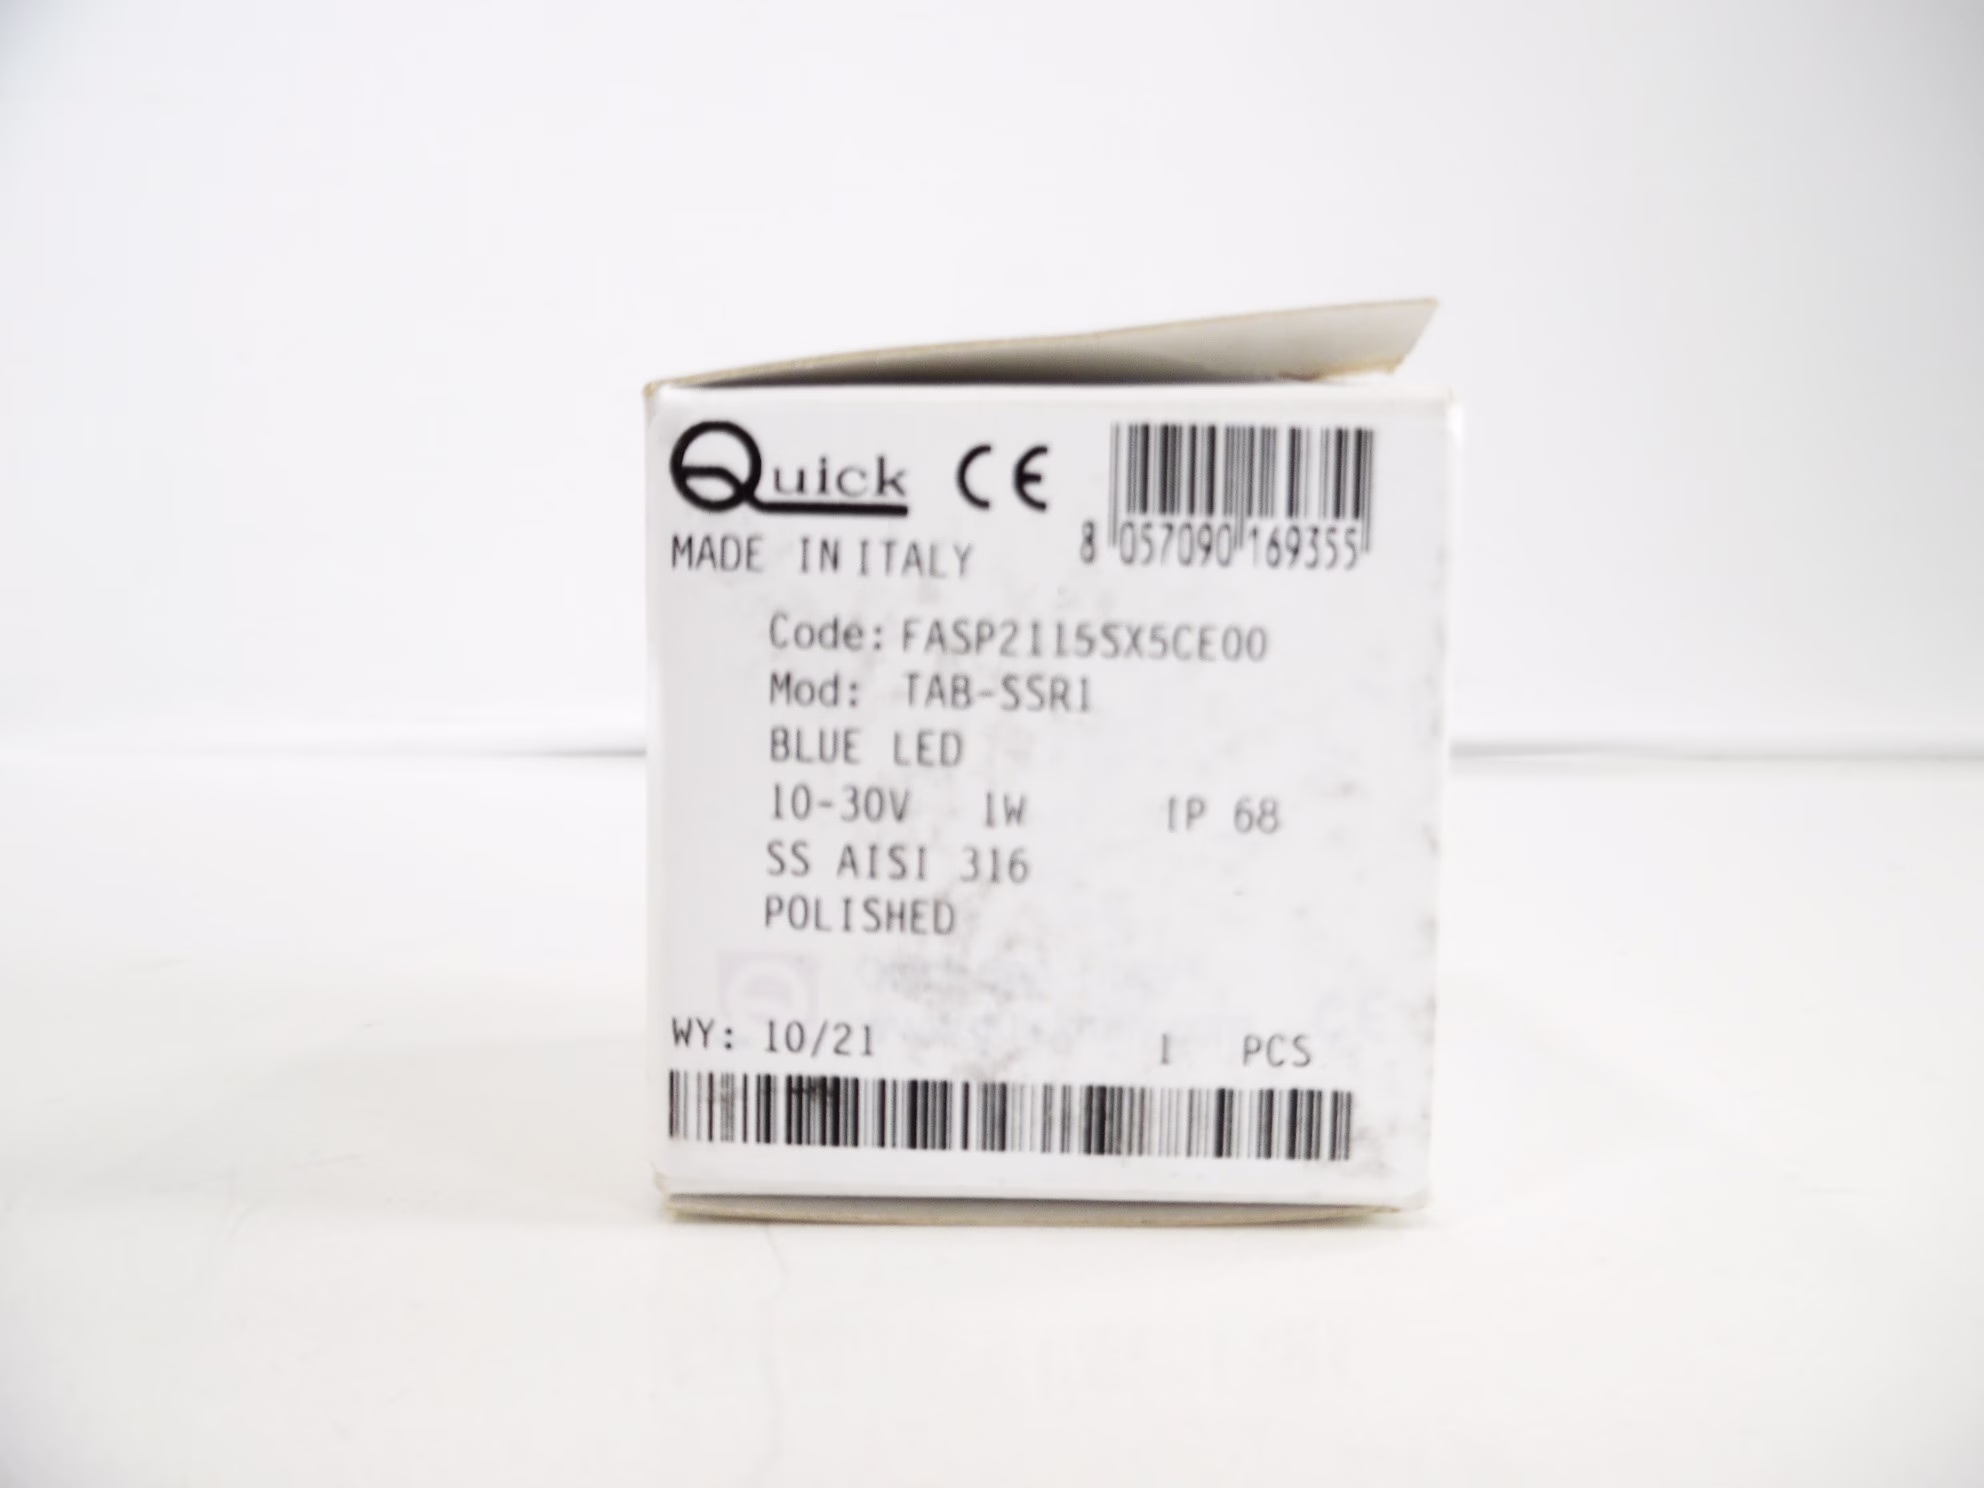 Quick CE
8 057090 169355
MADE IN ITALY
Code: FASP2115SX5CE00
Mod: TAB-SSR1
BLUE LED
10-30V 1W IP 68
SS AISI 316
POLISHED
WY: 10/21 1 PCS